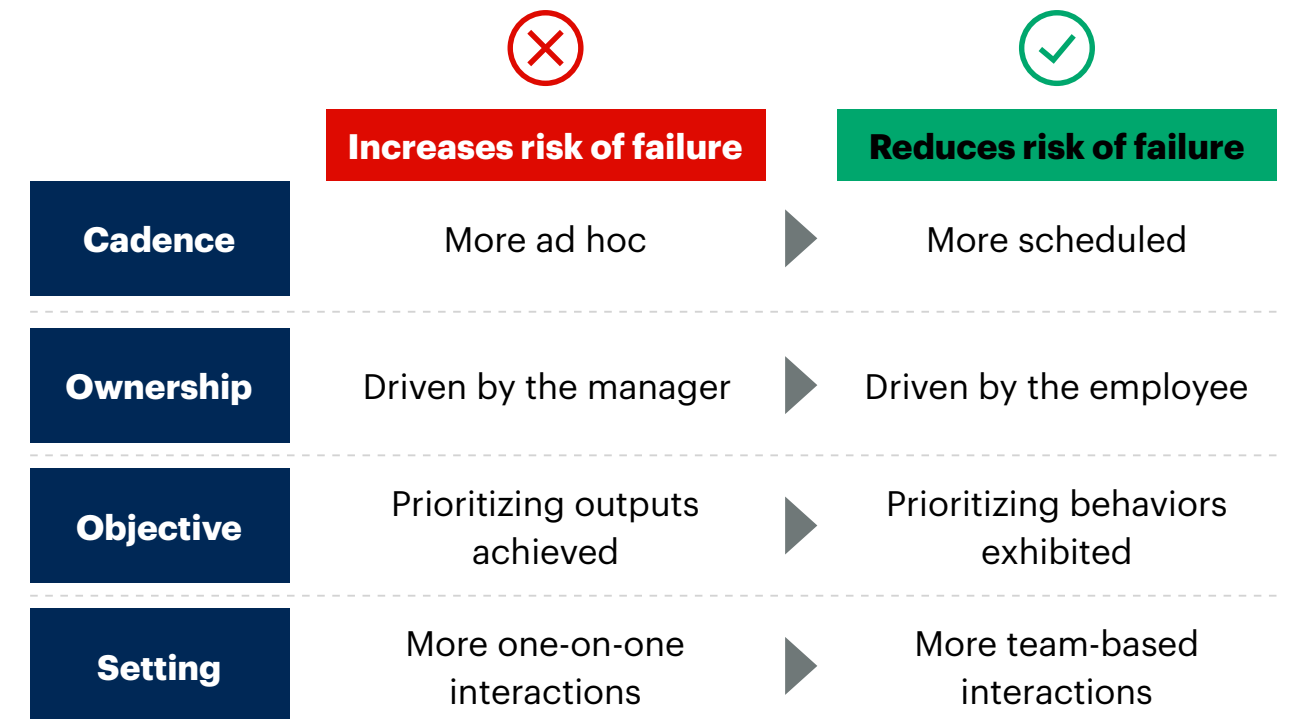 Increases risk of failure
Reduces risk of failure
Cadence
More ad hoc
More scheduled
Ownership
Driven by the manager
Driven by the employee
Objective
Prioritizing outputs
achieved
Prioritizing behaviors
exhibited
Setting
More one-on-one
interactions
More team-based
interactions